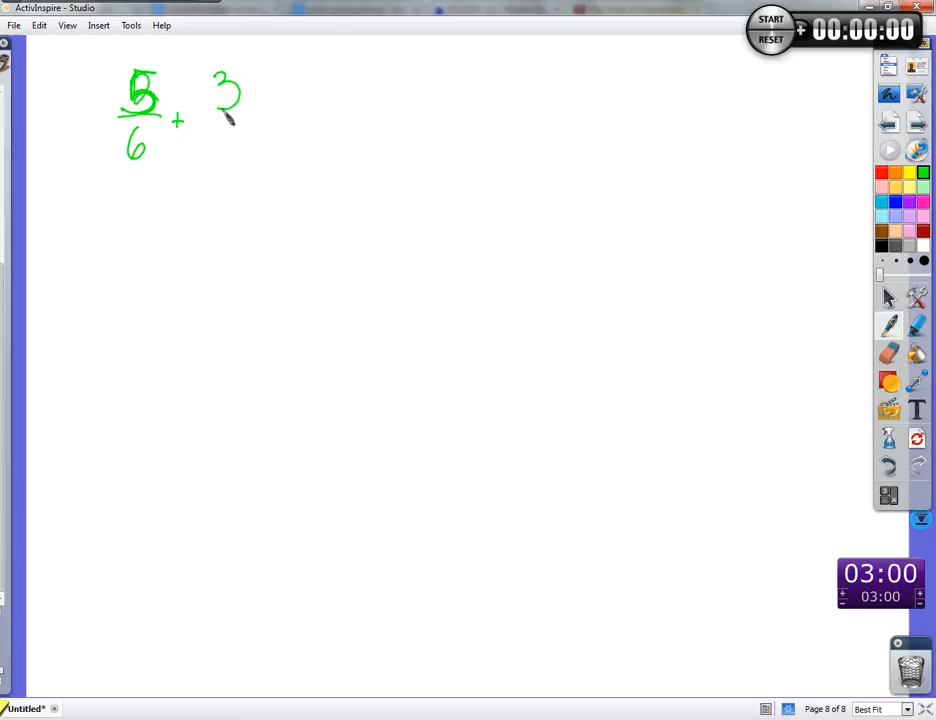 ActivInspire - Studio
START
RESET
00:00:00
File Edit View Insert Tools Help
5 3
+
6
T
03:00
03:00
Untitled* Page 8 of 8 Best Fit